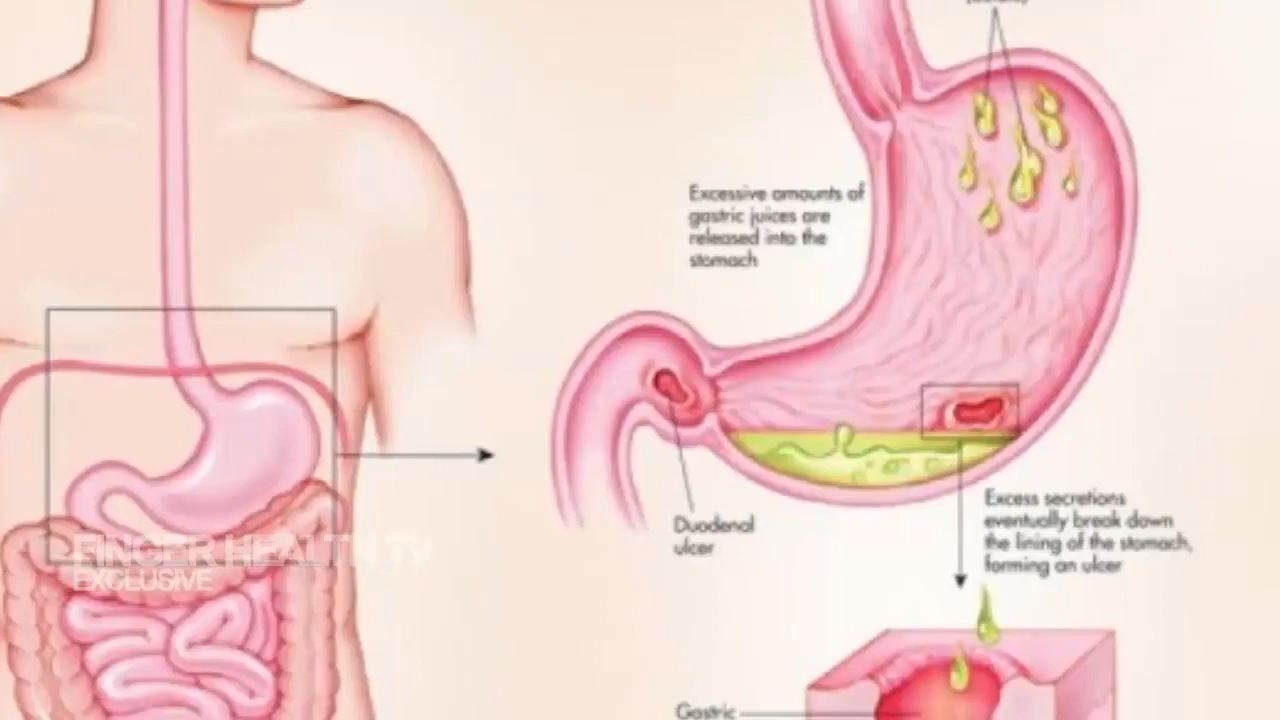 Excessive amounts of
gastric juices are
released into the
stomach
Duodenal
ulcer
Excess secretions
eventually break down
the lining of the stomach,
forming an ulcer
FINGER HEALTH TV
EXCLUSIVE
Gastric